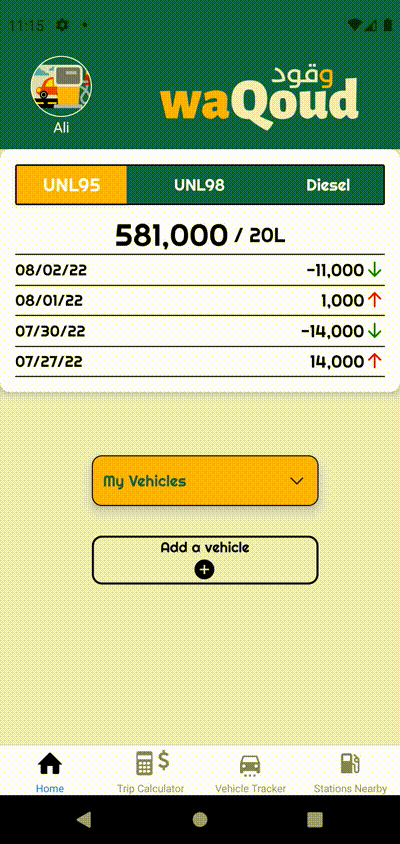 11:15
وقود
waQoud
Ali
UNL95 UNL98 Diesel
581,000 / 20L
08/02/22 -11,000
08/01/22 1,000
07/30/22 -14,000
07/27/22 14,000
My Vehicles
Add a vehicle
Home Trip Calculator Vehicle Tracker Stations Nearby